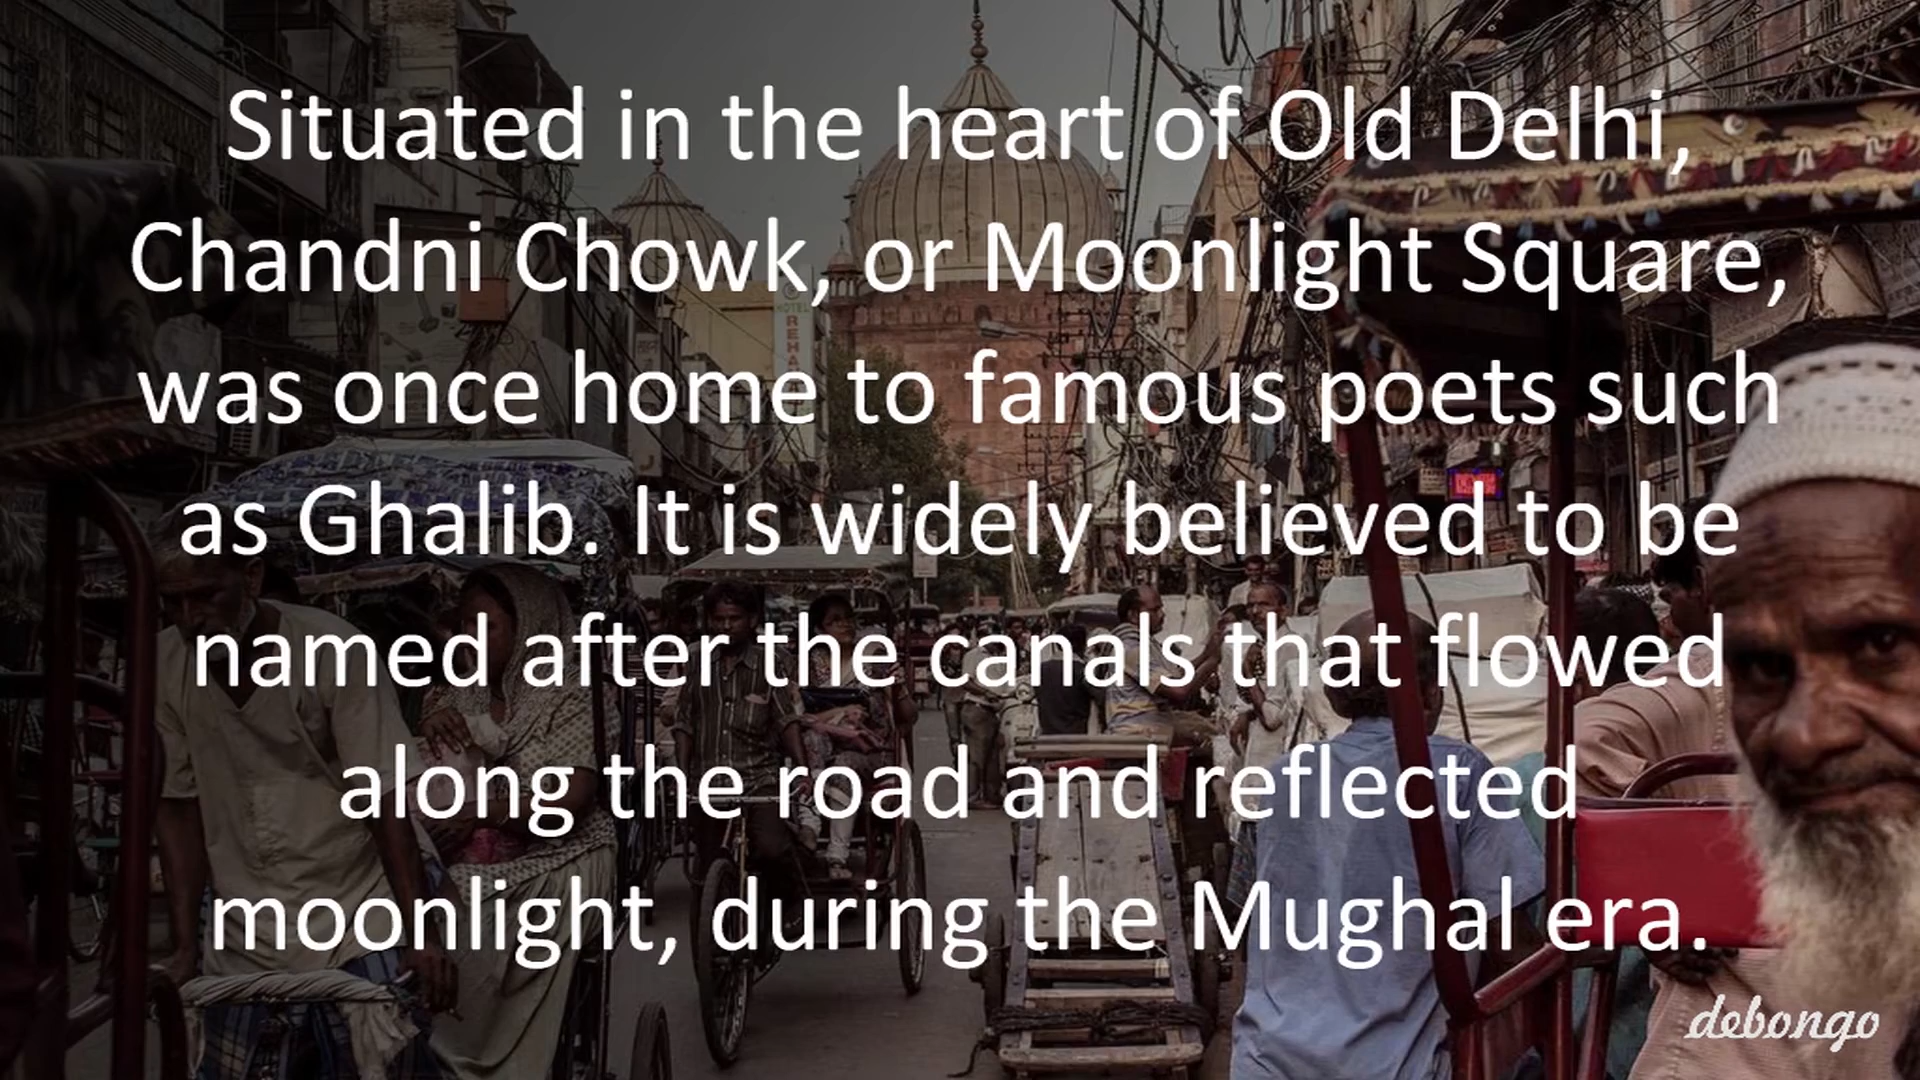 Situated in the heart of Old Delhi,
Chandni Chowk, or Moonlight Square,
was once home to famous poets such
as Ghalib. It is widely believed to be
named after the canals that flowed
along the road and reflected
moonlight, during the Mughal era.
debongo
HOTEL